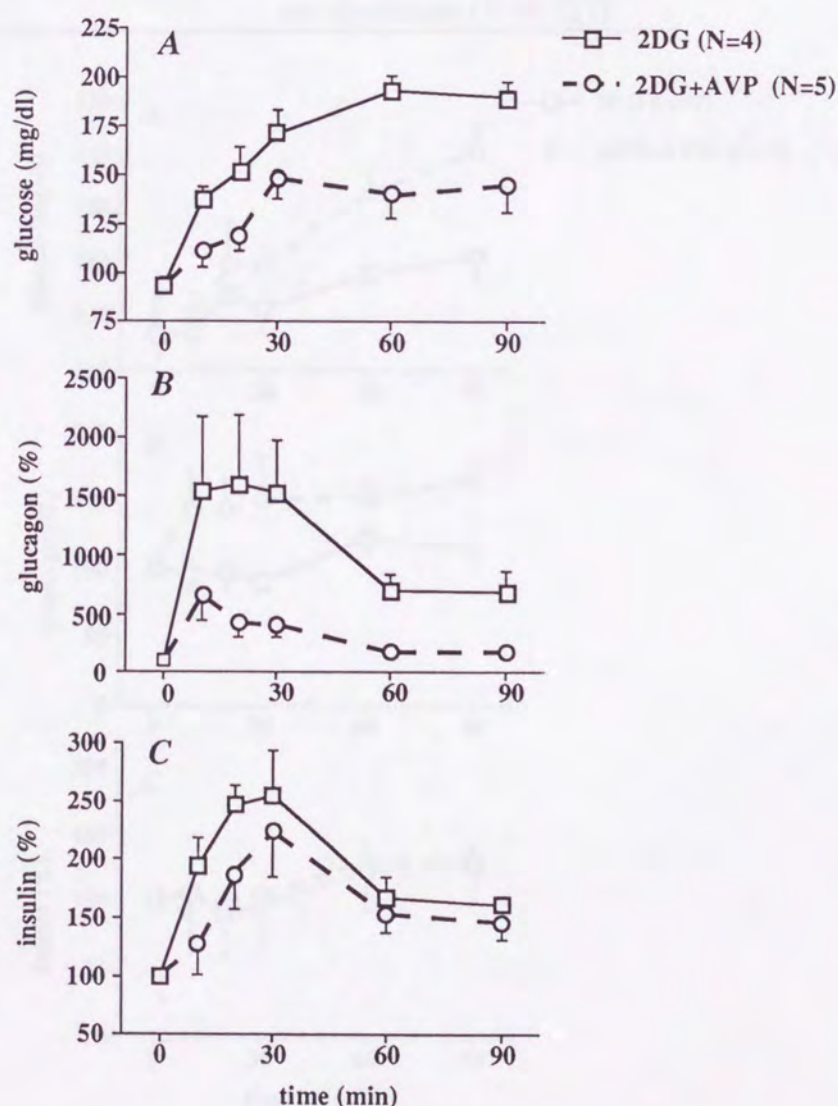 2DG (N=4)
2DG+AVP (N=5)
A
glucose (mg/dl)
225
200
175
150
125
100
75
0 30 60 90
B
glucagon (%)
2500
2000
1500
1000
500
0
0 30 60 90
C
insulin (%)
300
250
200
150
100
50
0 30 60 90
time (min)